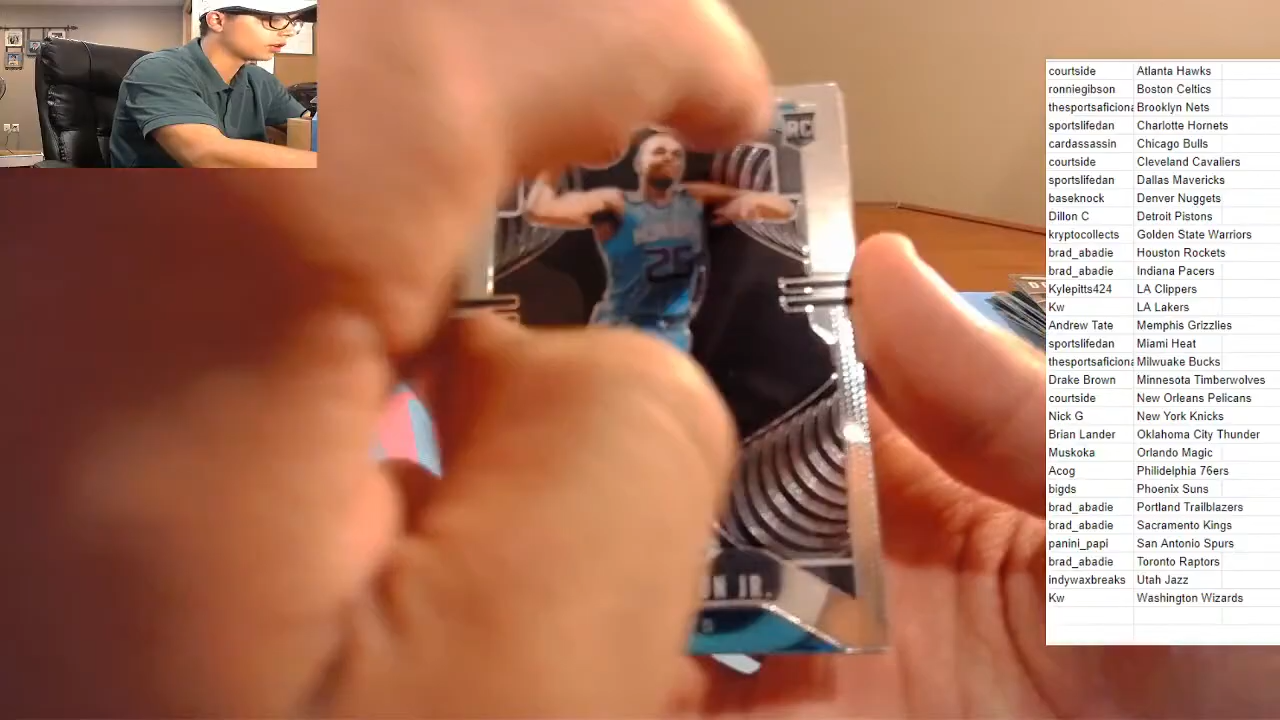 RC
25
N JR.
courtside Atlanta Hawks
ronniegibson Boston Celtics
thesportsaficiona Brooklyn Nets
sportslifedan Charlotte Hornets
cardassassin Chicago Bulls
courtside Cleveland Cavaliers
sportslifedan Dallas Mavericks
baseknock Denver Nuggets
Dillon C Detroit Pistons
kryptocollects Golden State Warriors
brad_abadie Houston Rockets
brad_abadie Indiana Pacers
Kylepitts424 LA Clippers
Kw LA Lakers
Andrew Tate Memphis Grizzlies
sportslifedan Miami Heat
thesportsaficiona Milwuake Bucks
Drake Brown Minnesota Timberwolves
courtside New Orleans Pelicans
Nick G New York Knicks
Brian Lander Oklahoma City Thunder
Muskoka Orlando Magic
Acog Philidelphia 76ers
bigds Phoenix Suns
brad_abadie Portland Trailblazers
brad_abadie Sacramento Kings
panini_papi San Antonio Spurs
brad_abadie Toronto Raptors
indywaxbreaks Utah Jazz
Kw Washington Wizards